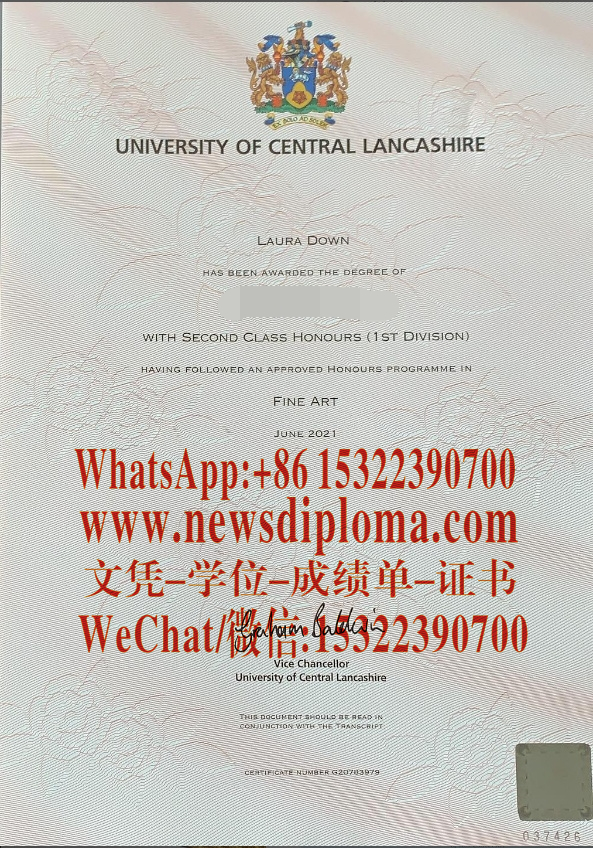 EX SOLO AD SOLEM
UNIVERSITY OF CENTRAL LANCASHIRE
LAURA DOWN
HAS BEEN AWARDED THE DEGREE OF
WITH SECOND CLASS HONOURS (1ST DIVISION)
HAVING FOLLOWED AN APPROVED HONOURS PROGRAMME IN
FINE ART
JUNE 2021
WhatsApp:+86 15322390700
www.newsdiploma.com
文凭-学位-成绩单-证书
WeChat/微信:15322390700
Graham Baldwin
Vice Chancellor
University of Central Lancashire
THIS DOCUMENT SHOULD BE READ IN
CONJUNCTION WITH THE TRANSCRIPT
CERTIFICATE NUMBER G20783979
037426